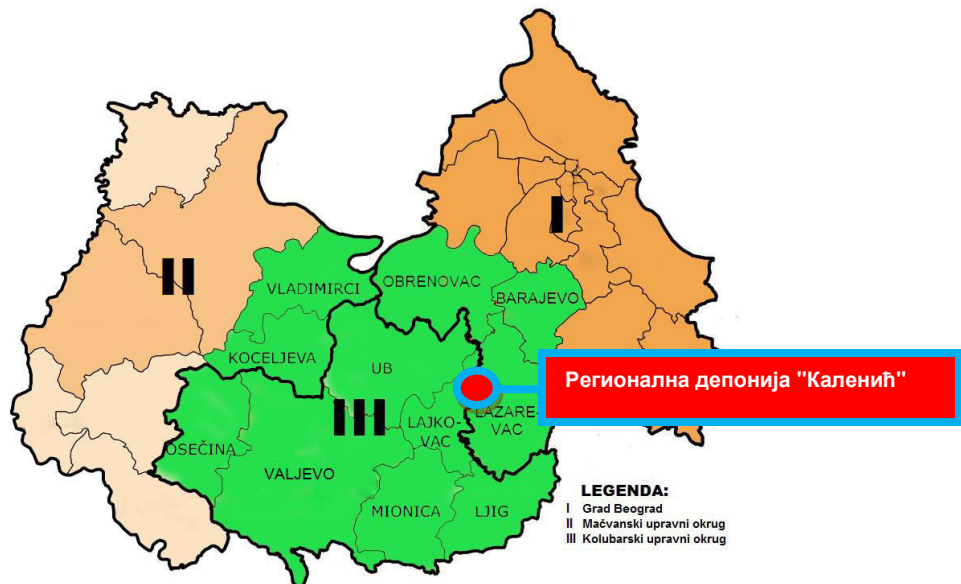 I
II
VLADIMIRCI
OBRENOVAC
BARAJEVO
KOCELJEVA
UB
Регионална депонија "Каленић"
III
LAJKO-
VAC
LAZARE-
VAC
OSEČINA
VALJEVO
MIONICA
LJIG
LEGENDA:
I Grad Beograd
II Mačvanski upravni okrug
III Kolubarski upravni okrug